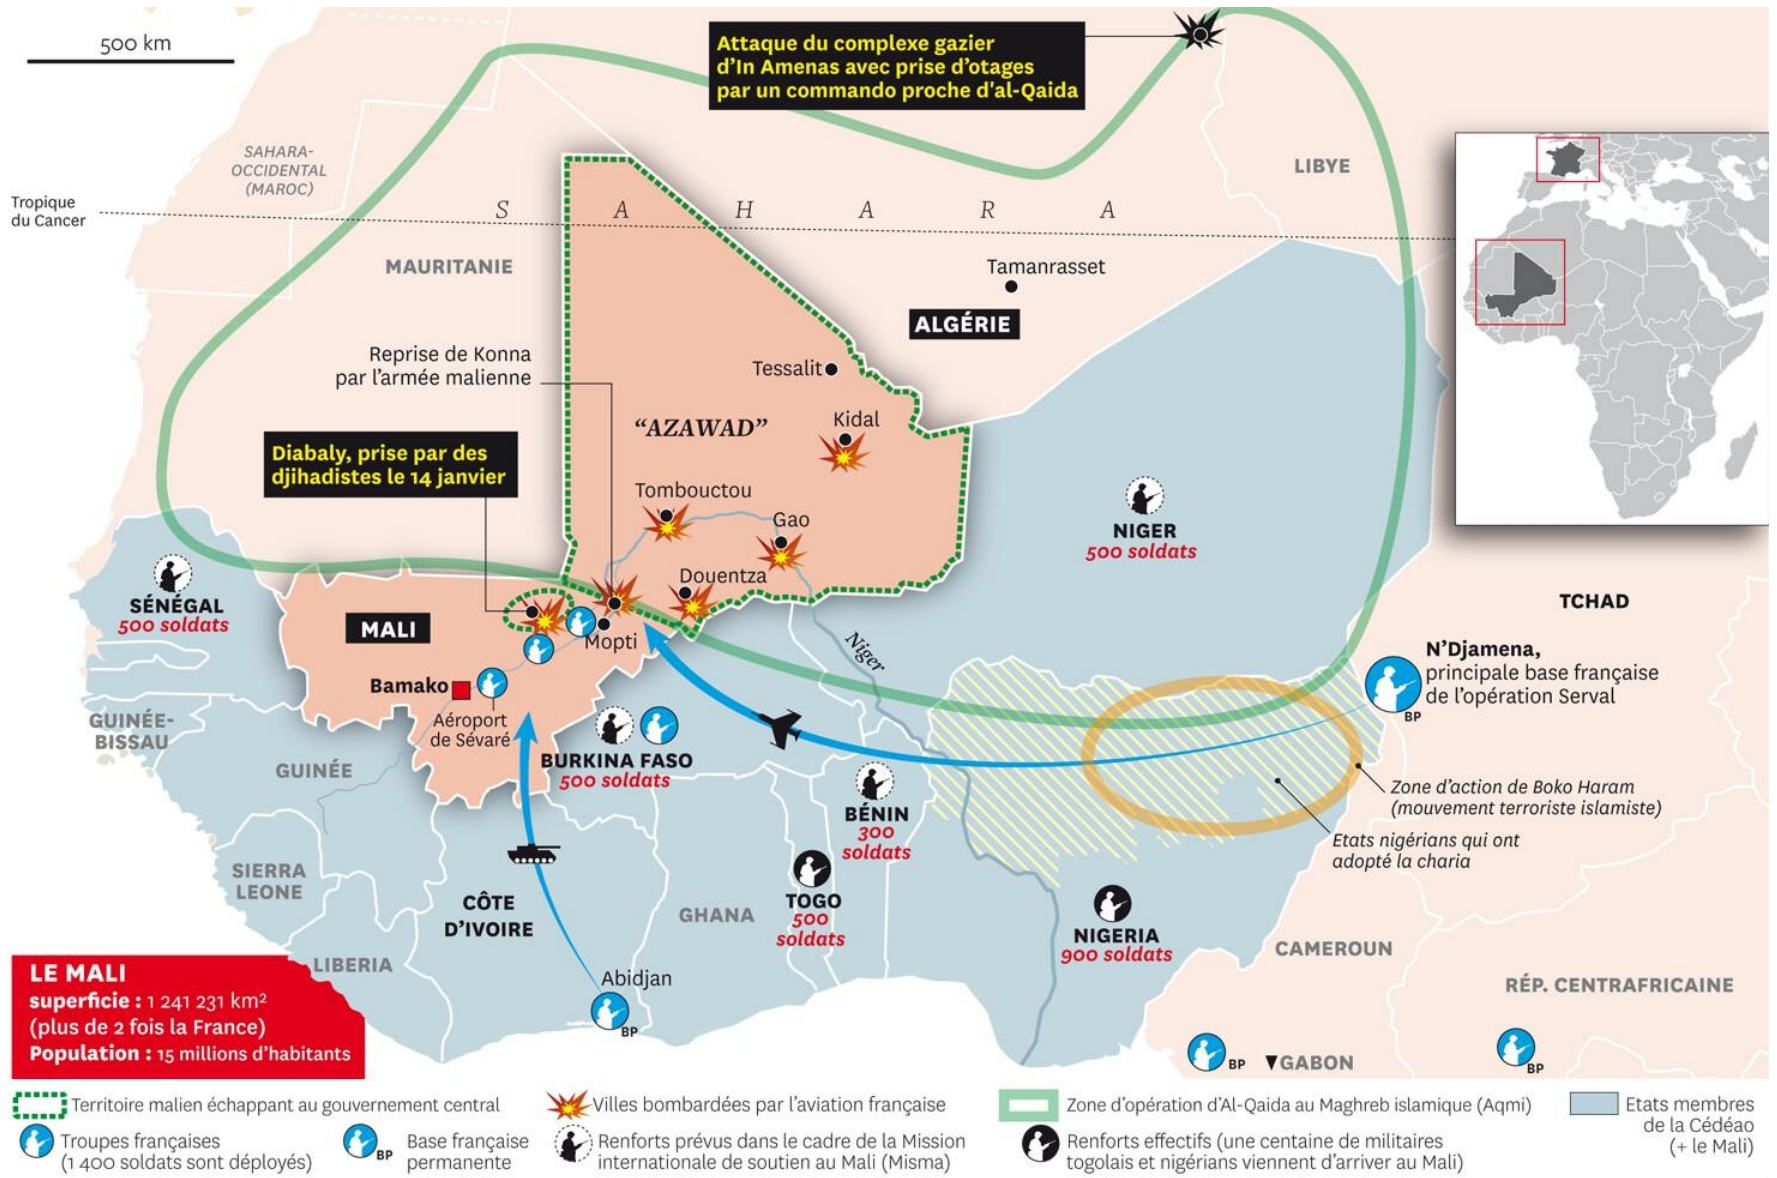 500 km
Attaque du complexe gazier
d'In Amenas avec prise d'otages
par un commando proche d'al-Qaida
SAHARA-
OCCIDENTAL
(MAROC)
LIBYE
Tropique
du Cancer
S A H A R A
MAURITANIE
Tamanrasset
ALGÉRIE
Reprise de Konna
par l'armée malienne
Tessalit
"AZAWAD"
Kidal
Diabaly, prise par des
djihadistes le 14 janvier
Tombouctou
Gao
NIGER
500 soldats
Douentza
SÉNÉGAL
500 soldats
MALI
Mopti
Niger
TCHAD
N'Djamena,
principale base française
de l'opération Serval
BP
Bamako
Aéroport
de Sévaré
GUINÉE-
BISSAU
GUINÉE
BURKINA FASO
500 soldats
BÉNIN
300
soldats
Zone d'action de Boko Haram
(mouvement terroriste islamiste)
Etats nigérians qui ont
adopté la charia
SIERRA
LEONE
CÔTE
D'IVOIRE
GHANA
TOGO
500
soldats
NIGERIA
900 soldats
CAMEROUN
LIBERIA
Abidjan
BP
RÉP. CENTRAFRICAINE
BP
GABON
BP
LE MALI
superficie : 1 241 231 km²
(plus de 2 fois la France)
Population : 15 millions d'habitants
Territoire malien échappant au gouvernement central
Villes bombardées par l'aviation française
Zone d'opération d'Al-Qaida au Maghreb islamique (Aqmi)
Etats membres
de la Cédéao
(+ le Mali)
Troupes françaises
(1 400 soldats sont déployés)
BP
Base française
permanente
Renforts prévus dans le cadre de la Mission
internationale de soutien au Mali (Misma)
Renforts effectifs (une centaine de militaires
togolais et nigérians viennent d'arriver au Mali)